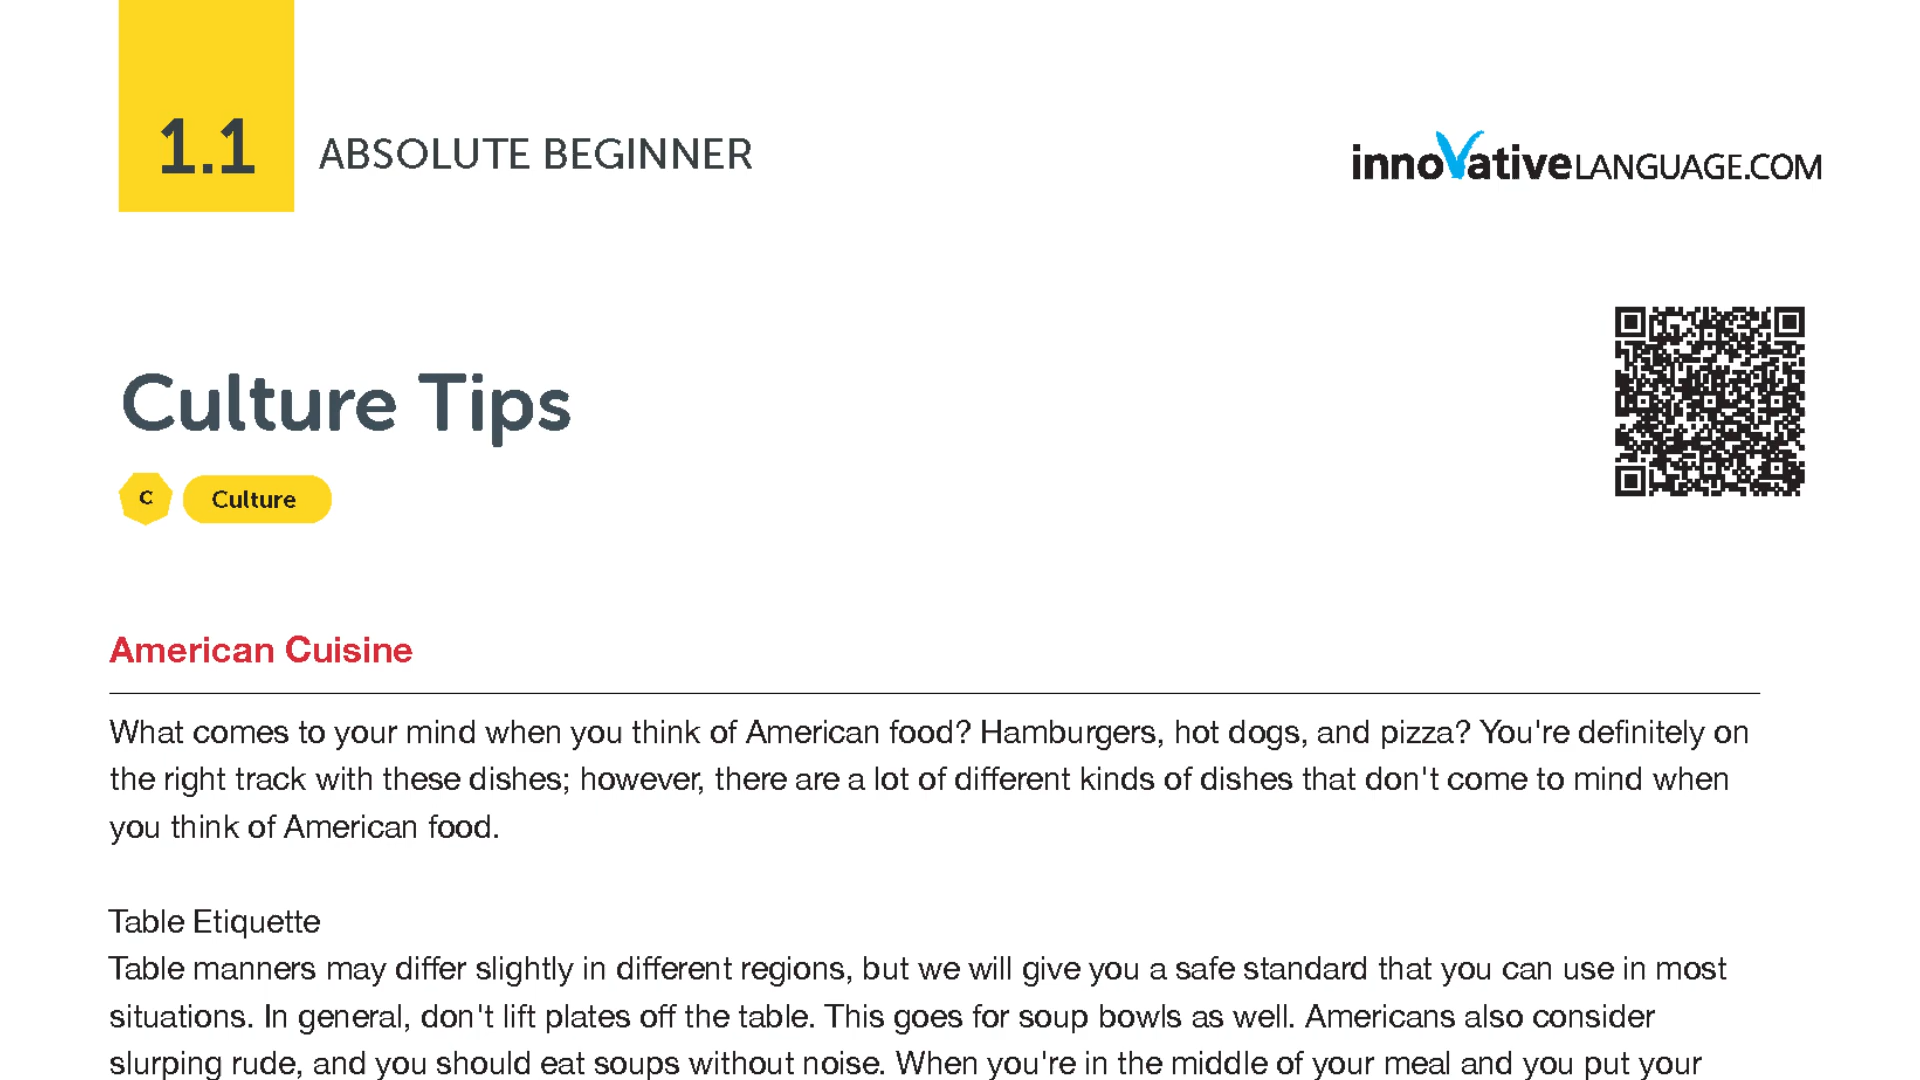 1.1
ABSOLUTE BEGINNER
innoVativeLANGUAGE.COM
Culture Tips
C
Culture
American Cuisine
What comes to your mind when you think of American food? Hamburgers, hot dogs, and pizza? You're definitely on
the right track with these dishes; however, there are a lot of different kinds of dishes that don't come to mind when
you think of American food.
Table Etiquette
Table manners may differ slightly in different regions, but we will give you a safe standard that you can use in most
situations. In general, don't lift plates off the table. This goes for soup bowls as well. Americans also consider
slurping rude, and you should eat soups without noise. When you're in the middle of your meal and you put your